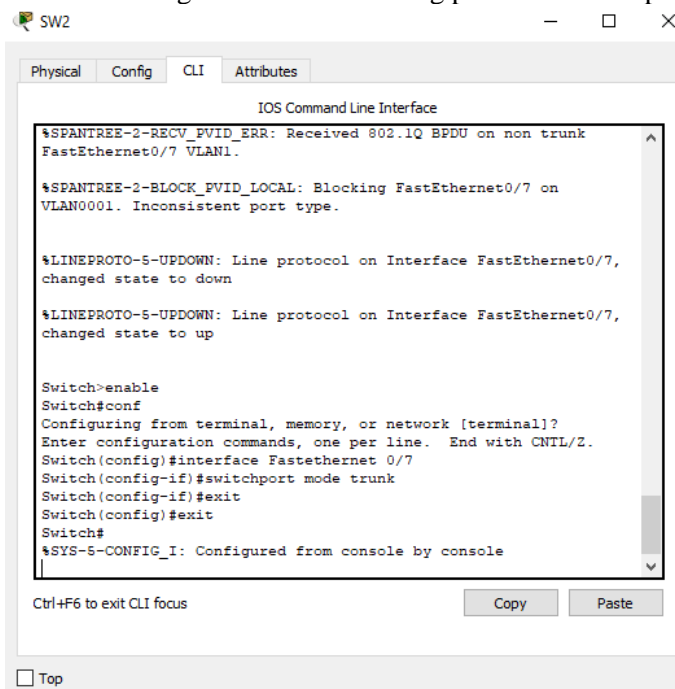 SW2
Physical Config CLI Attributes
IOS Command Line Interface
%SPANTREE-2-RECV_PVID_ERR: Received 802.1Q BPDU on non trunk
FastEthernet0/7 VLAN1.
%SPANTREE-2-BLOCK_PVID_LOCAL: Blocking FastEthernet0/7 on
VLAN0001. Inconsistent port type.
%LINEPROTO-5-UPDOWN: Line protocol on Interface FastEthernet0/7,
changed state to down
%LINEPROTO-5-UPDOWN: Line protocol on Interface FastEthernet0/7,
changed state to up
Switch>enable
Switch#conf
Configuring from terminal, memory, or network [terminal]?
Enter configuration commands, one per line. End with CNTL/Z.
Switch(config)#interface Fastethernet 0/7
Switch(config-if)#switchport mode trunk
Switch(config-if)#exit
Switch(config)#exit
Switch#
%SYS-5-CONFIG_I: Configured from console by console
Ctrl+F6 to exit CLI focus
Copy Paste
Top